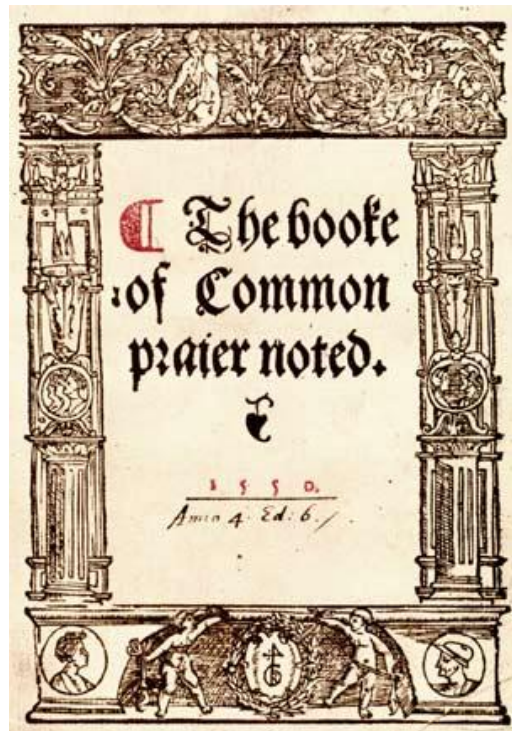 ¶ The booke
of Common
praier noted.
1550.
Anno 4. Ed: 6.